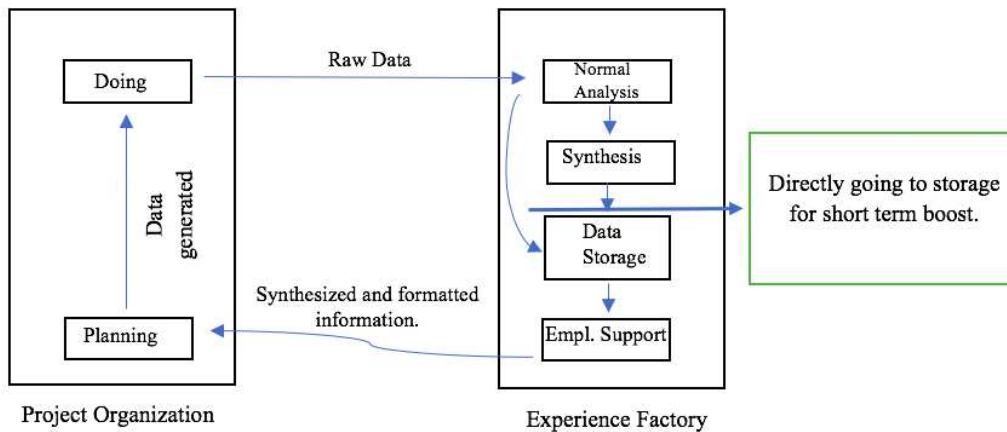 Doing
Raw Data
Normal
Analysis
Synthesis
Data
generated
Directly going to storage
for short term boost.
Data
Storage
Synthesized and formatted
information.
Planning
Empl. Support
Project Organization
Experience Factory